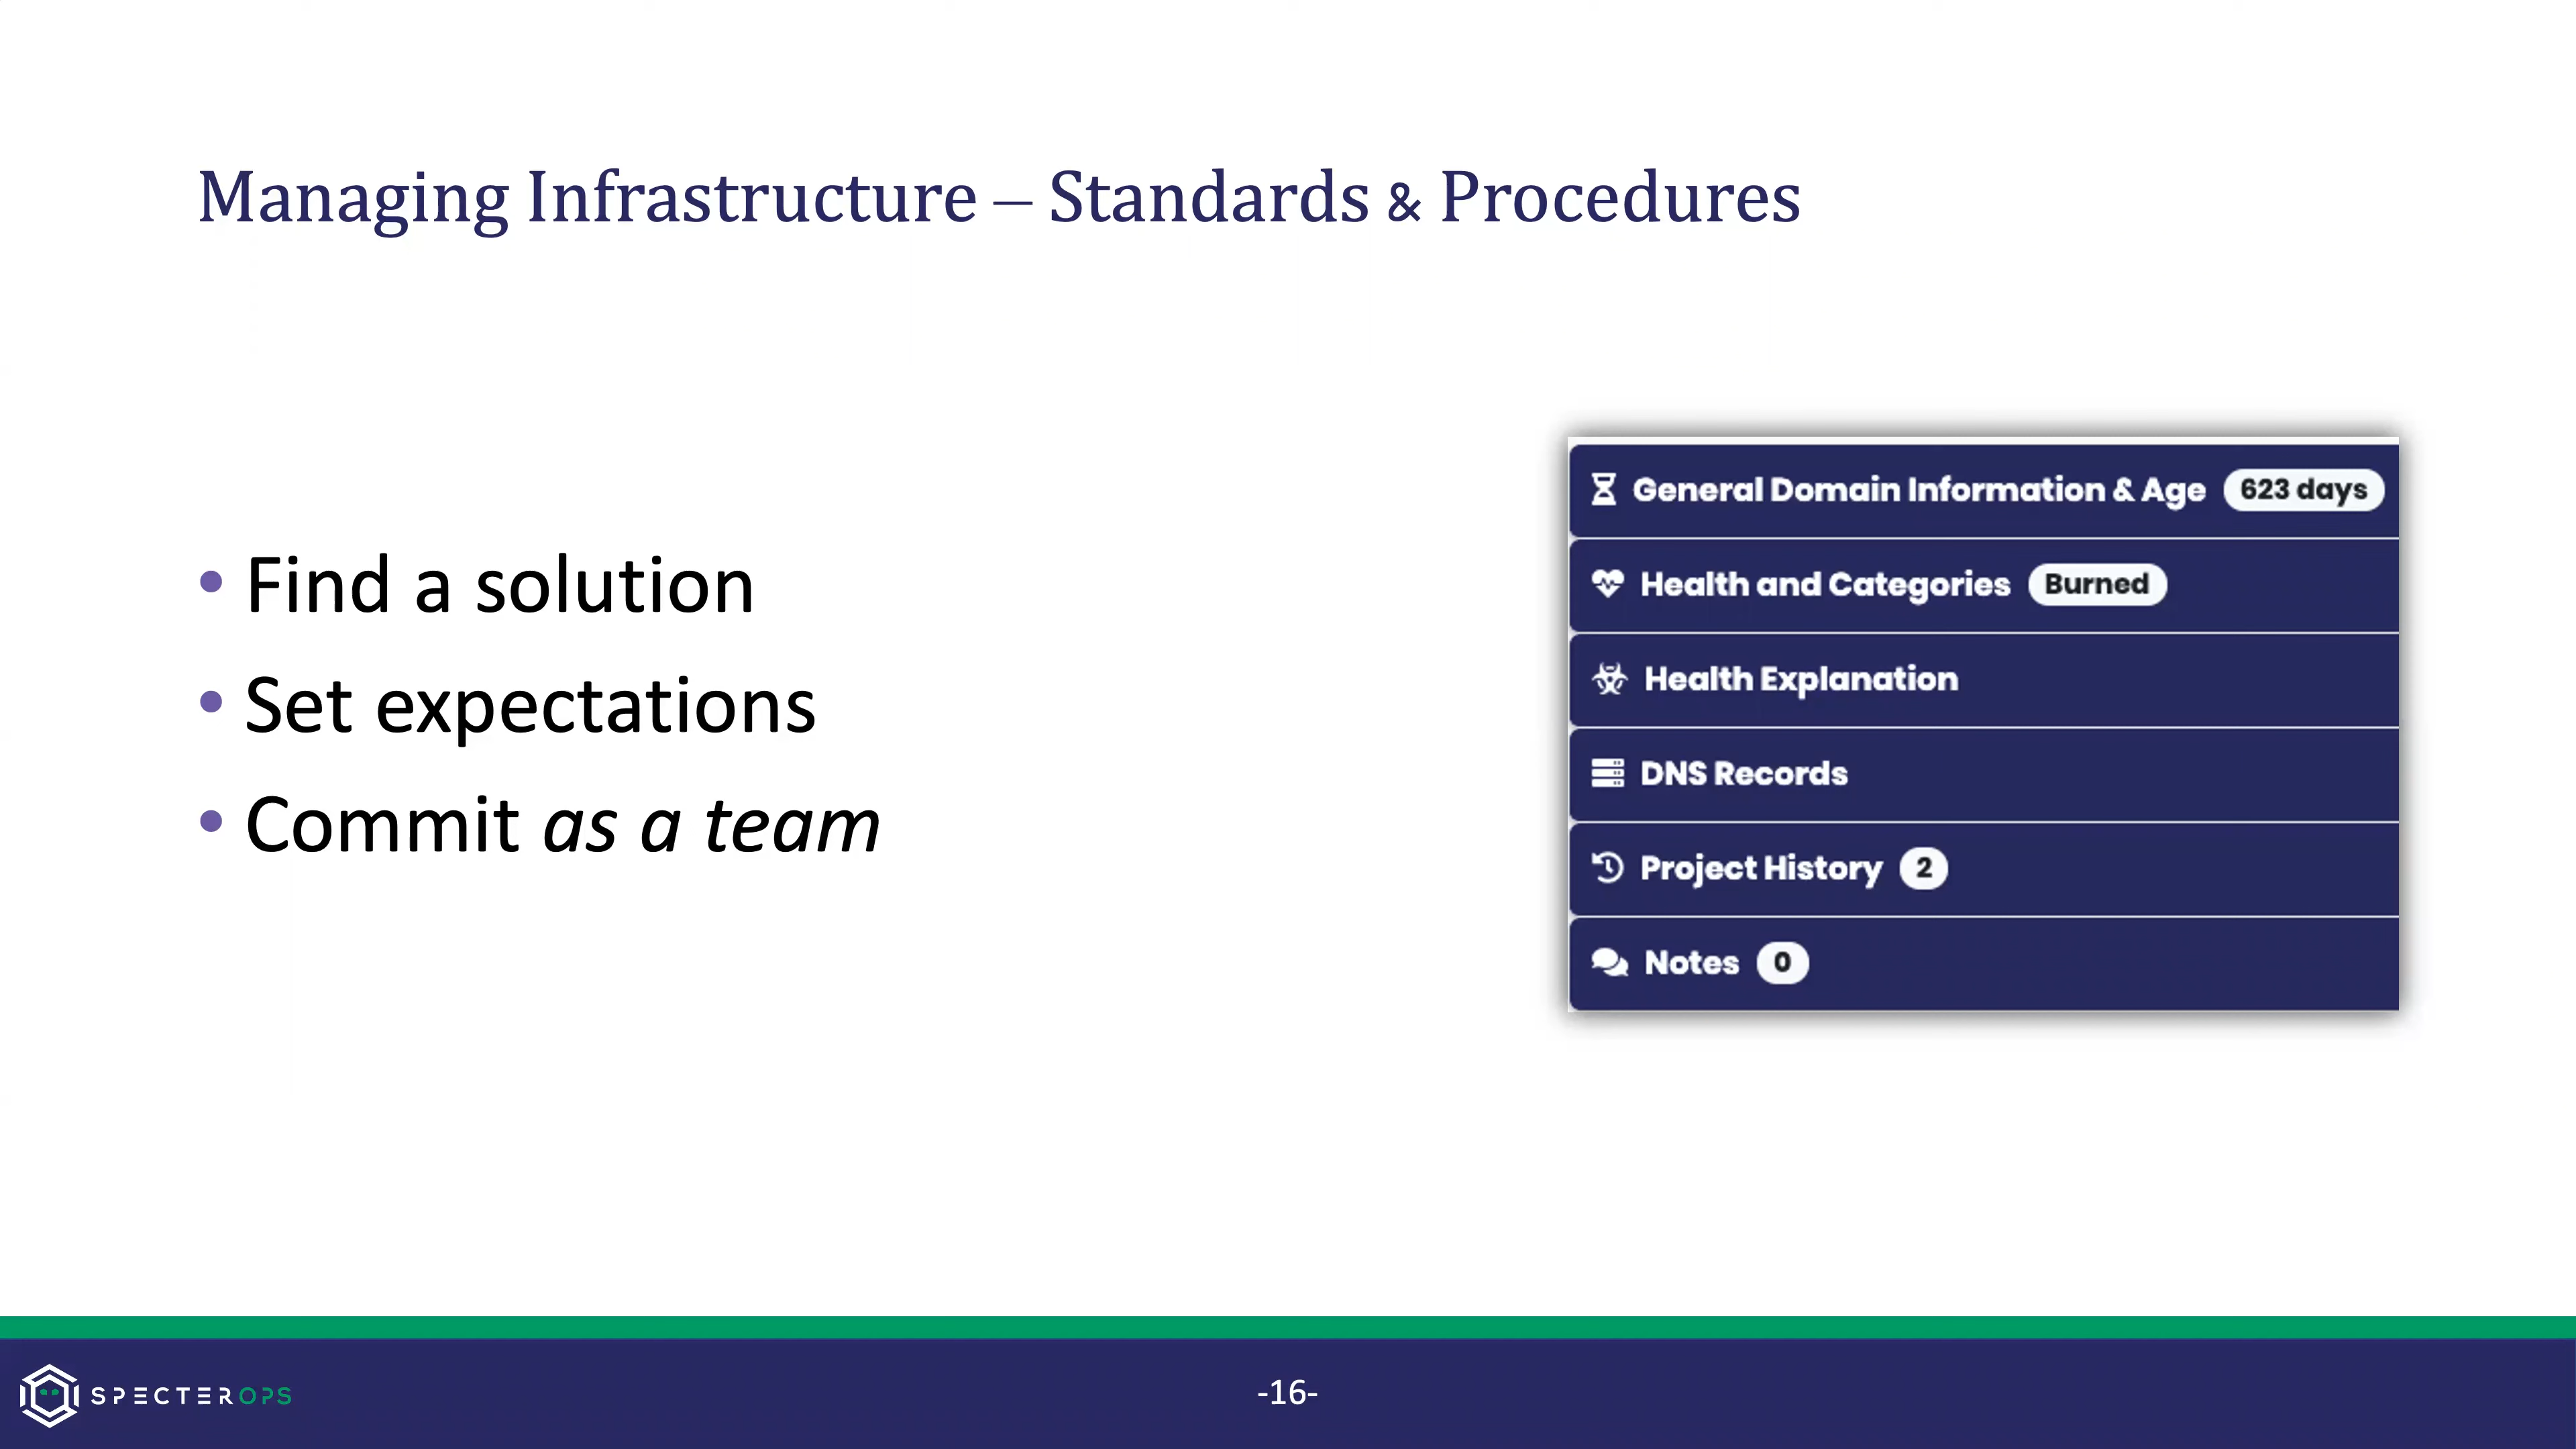 Managing Infrastructure – Standards & Procedures
• Find a solution
• Set expectations
• Commit as a team
General Domain Information & Age 623 days
Health and Categories Burned
Health Explanation
DNS Records
Project History 2
Notes 0
SPECTEROPS
-16-